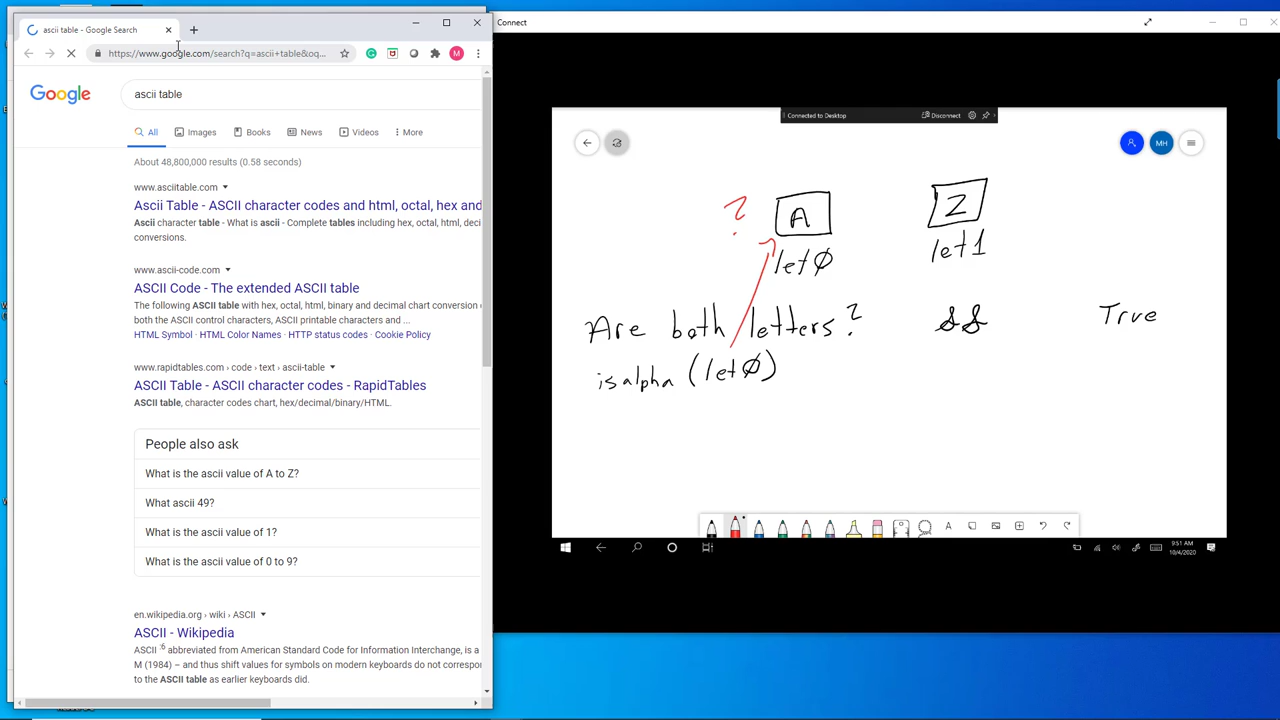 ascii table - Google Search
https://www.google.com/search?q=ascii+table&oq...
M
Google
ascii table
All
Images
Books
News
Videos
More
About 48,800,000 results (0.58 seconds)
www.asciitable.com
Ascii Table - ASCII character codes and html, octal, hex and
Ascii character table - What is ascii - Complete tables including hex, octal, html, deci
conversions.
www.ascii-code.com
ASCII Code - The extended ASCII table
The following ASCII table with hex, octal, html, binary and decimal chart conversion c
both the ASCII control characters, ASCII printable characters and ...
HTML Symbol · HTML Color Names · HTTP status codes · Cookie Policy
www.rapidtables.com › code › text › ascii-table
ASCII Table - ASCII character codes - RapidTables
ASCII table, character codes chart, hex/decimal/binary/HTML.
People also ask
What is the ascii value of A to Z?
What ascii 49?
What is the ascii value of 1?
What is the ascii value of 0 to 9?
en.wikipedia.org › wiki › ASCII
ASCII - Wikipedia
ASCII :6 abbreviated from American Standard Code for Information Interchange, is a
M (1984) – and thus shift values for symbols on modern keyboards do not correspon
to the ASCII table as earlier keyboards did.
Connect
Connected to Desktop
Disconnect
MH
? A Z
letØ let1
Are both letters? && True
isalpha (letØ)
A
9:51 AM
10/4/2020